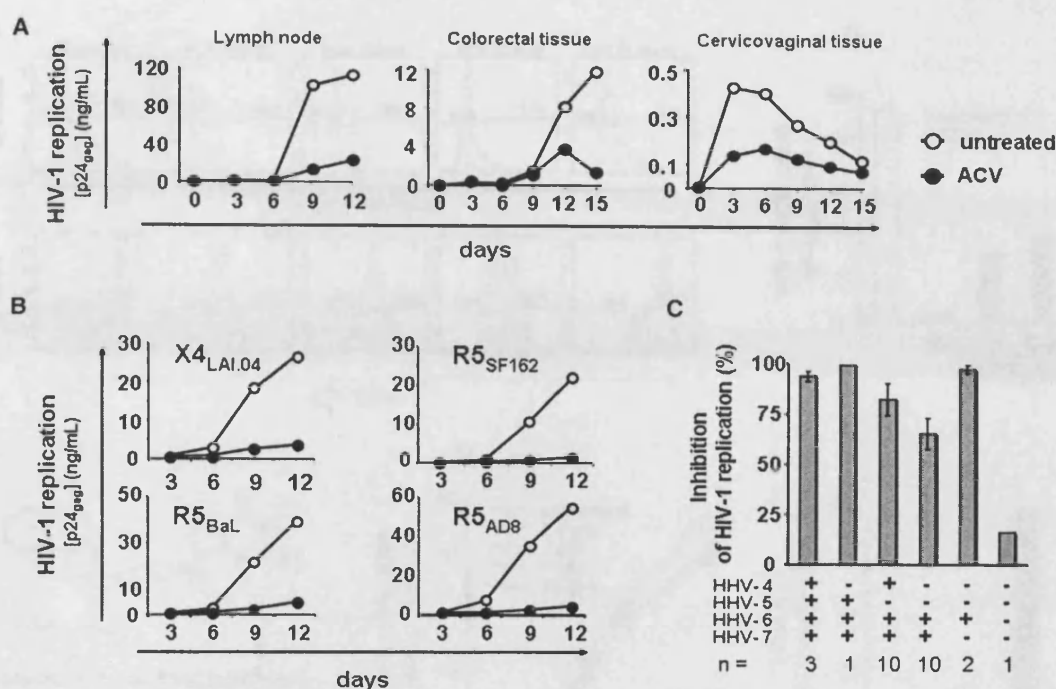 A
Lymph node
Colorectal tissue
Cervicovaginal tissue
HIV-1 replication
[p24gag] (ng/mL)
120
80
40
0
0 3 6 9 12
12
8
4
0
0 3 6 9 12 15
0.5
0.4
0.3
0.1
0
0 3 6 9 12 15
untreated
ACV
days
B
HIV-1 replication
[p24gag] (ng/mL)
X4LAI.04
30
20
10
0
3 6 9 12
R5SF162
30
20
10
0
3 6 9 12
R5BaL
50
30
10
0
3 6 9 12
R5AD8
60
40
20
0
3 6 9 12
days
C
Inhibition
of HIV-1 replication (%)
100
75
50
25
0
HHV-4 + - + - - -
HHV-5 + + - - - -
HHV-6 + + + + + -
HHV-7 + + + + - -
n = 3 1 10 10 2 1